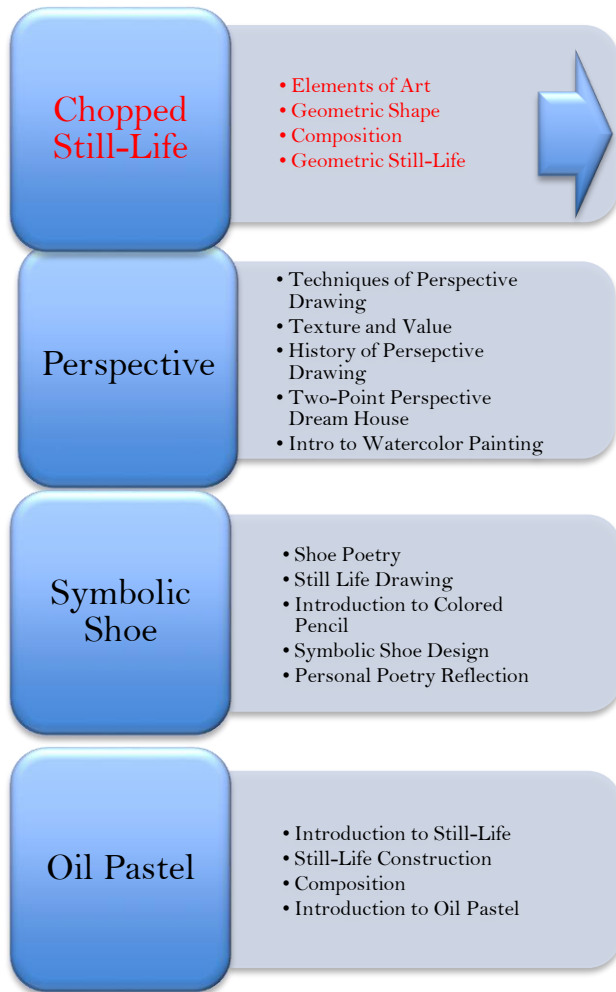 Chopped
Still-Life
• Elements of Art
• Geometric Shape
• Composition
• Geometric Still-Life
Perspective
• Techniques of Perspective
Drawing
• Texture and Value
• History of Persepctive
Drawing
• Two-Point Perspective
Dream House
• Intro to Watercolor Painting
Symbolic
Shoe
• Shoe Poetry
• Still Life Drawing
• Introduction to Colored
Pencil
• Symbolic Shoe Design
• Personal Poetry Reflection
Oil Pastel
• Introduction to Still-Life
• Still-Life Construction
• Composition
• Introduction to Oil Pastel